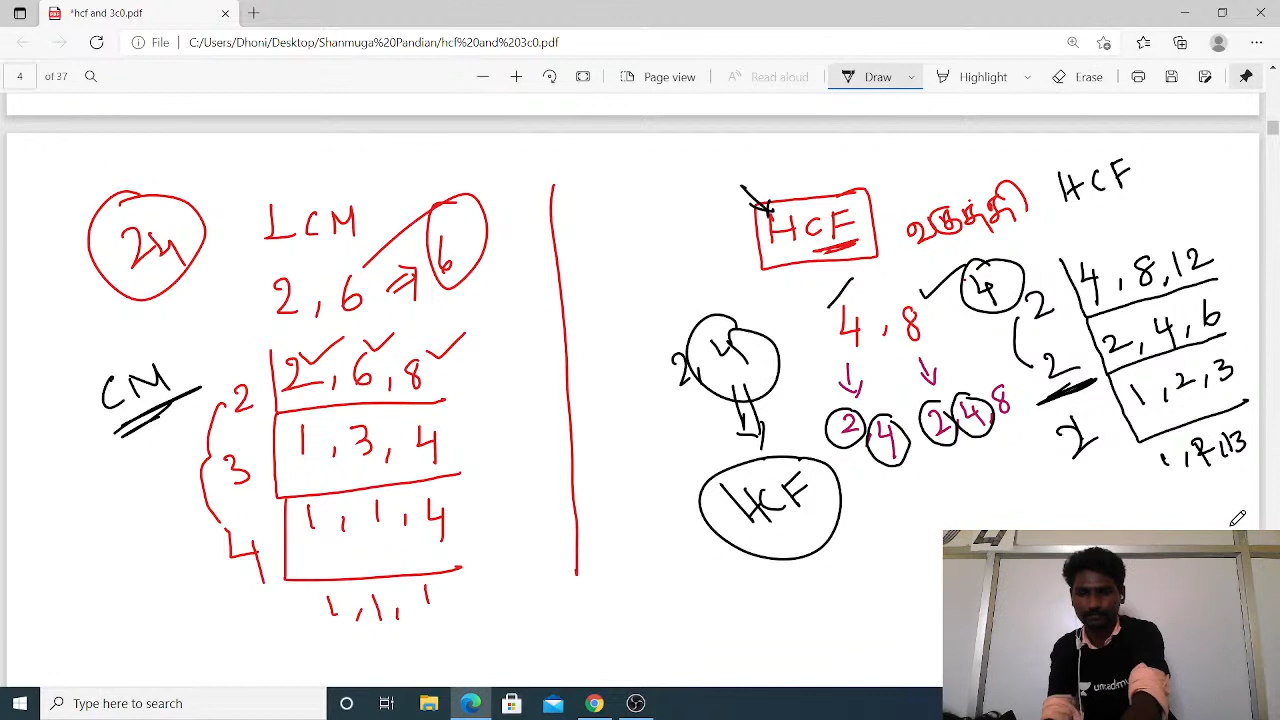 *hcf and 3c0.pdf
File C:/Users/Dhoni/Desktop/Shanmuga%20Pandian/hcf%20and%203c0.pdf
4 of 37 Page view Read aloud Draw Highlight Erase
24
LCM
2, 6 ⇒ 6
CM
2 2, 6, 8
3 1, 3, 4
4 1, 1, 4
1, 1, 1
HCF
HCF
4, 8 4
2, 4 2, 4, 8
2, 4
HCF
2 4, 8, 12
2 2, 4, 6
2 1, 2, 3
Type here to search